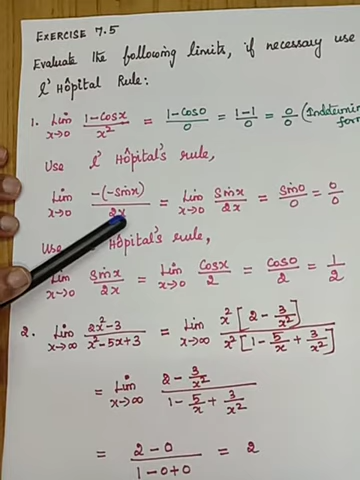 EXERCISE 7.5
Evaluate the following limits, if necessary use
l' Hôpital Rule:
1. Lim x→0 (1-cosx)/x² = (1-cos0)/0 = (1-1)/0 = 0/0 (Indeterminate
form
Use l' Hôpital's rule,
Lim x→0 -(-sinx)/2x = Lim x→0 sinx/2x = sin0/0 = 0/0
Use l' Hôpital's rule,
Lim x→0 sinx/2x = Lim x→0 cosx/2 = cos0/2 = 1/2
2. Lim x→∞ (2x²-3)/(x²-5x+3) = Lim x→∞ x²[2 - 3/x²]/x²[1 - 5/x + 3/x²]
= Lim x→∞ (2 - 3/x²)/(1 - 5/x + 3/x²)
= (2-0)/(1-0+0) = 2